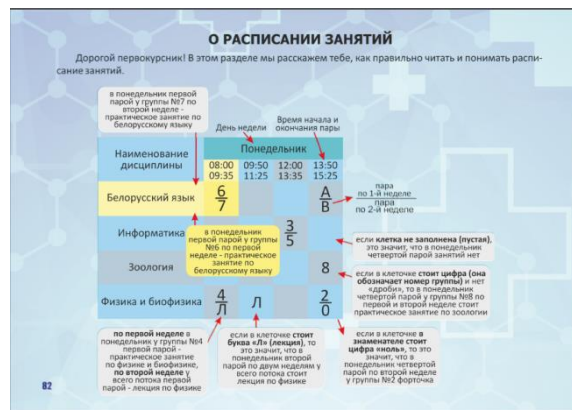 О РАСПИСАНИИ ЗАНЯТИЙ
Дорогой первокурсник! В этом разделе мы расскажем тебе, как правильно читать и понимать распи-
сание занятий.
в понедельник первой
парой у группы №7 по
второй неделе -
практическое занятие по
белорусскому языку
День недели
Время начала и
окончания пары
Наименование
дисциплины
Понедельник
08:00 09:50 12:00 13:50
09:35 11:25 13:35 15:25
Белорусский язык
6
7
А
В
пара
по 1-й неделе
пара
по 2-й неделе
в понедельник
первой парой у группы
№6 по первой
неделе - практическое
занятие по
белорусскому языку
Информатика
3
5
если клетка не заполнена (пустая),
это значит, что в понедельник
четвертой парой занятий нет
Зоология
8
если в клеточке стоит цифра (она
обозначает номер группы) и нет
«дроби», то в понедельник
четвертой парой у группы №8 по
первой и второй неделе стоит
практическое занятие по зоологии
Физика и биофизика
4
Л
Л
2
0
по первой неделе в
понедельник у группы №4
первой парой -
практическое занятие
по физике и биофизике,
по второй неделе у
всего потока первой
парой - лекция по физике
если в клеточке стоит
буква «Л» (лекция), то
это значит, что в
понедельник второй
парой по двум неделям у
всего потока стоит
лекция по физике
если в клеточке в
знаменателе стоит
цифра «ноль», то это
значит, что в
понедельник четвертой
парой по второй неделе
у группы №2 форточка
82